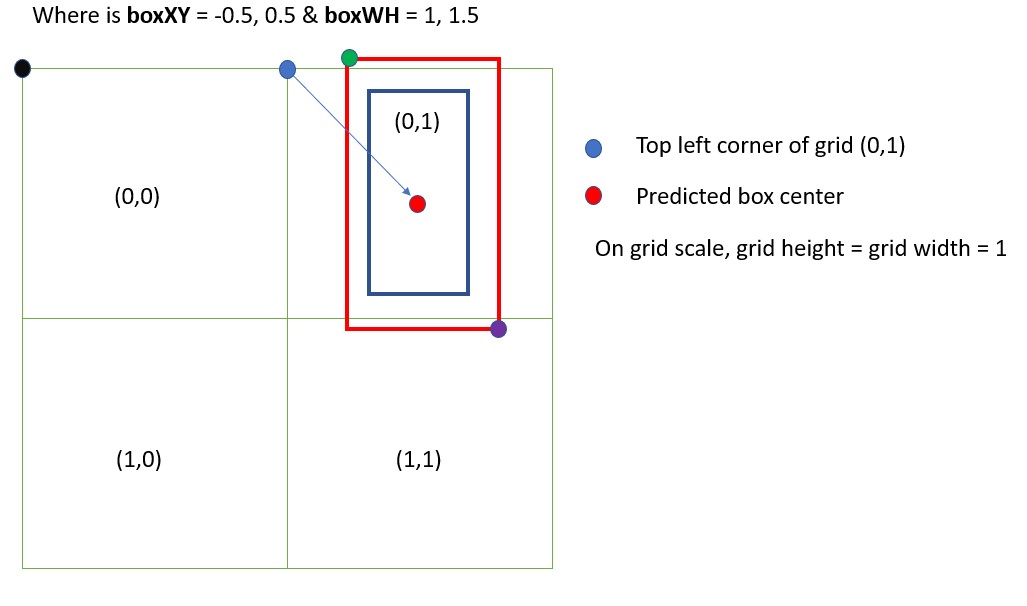 Where is boxXY = -0.5, 0.5 & boxWH = 1, 1.5
(0,1)
(0,0)
Top left corner of grid (0,1)
Predicted box center
On grid scale, grid height = grid width = 1
(1,0)
(1,1)